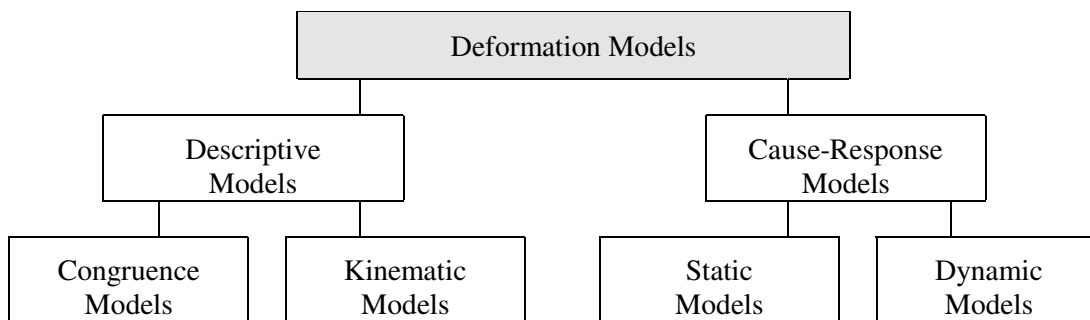 Deformation Models
Descriptive
Models
Cause-Response
Models
Congruence
Models
Kinematic
Models
Static
Models
Dynamic
Models